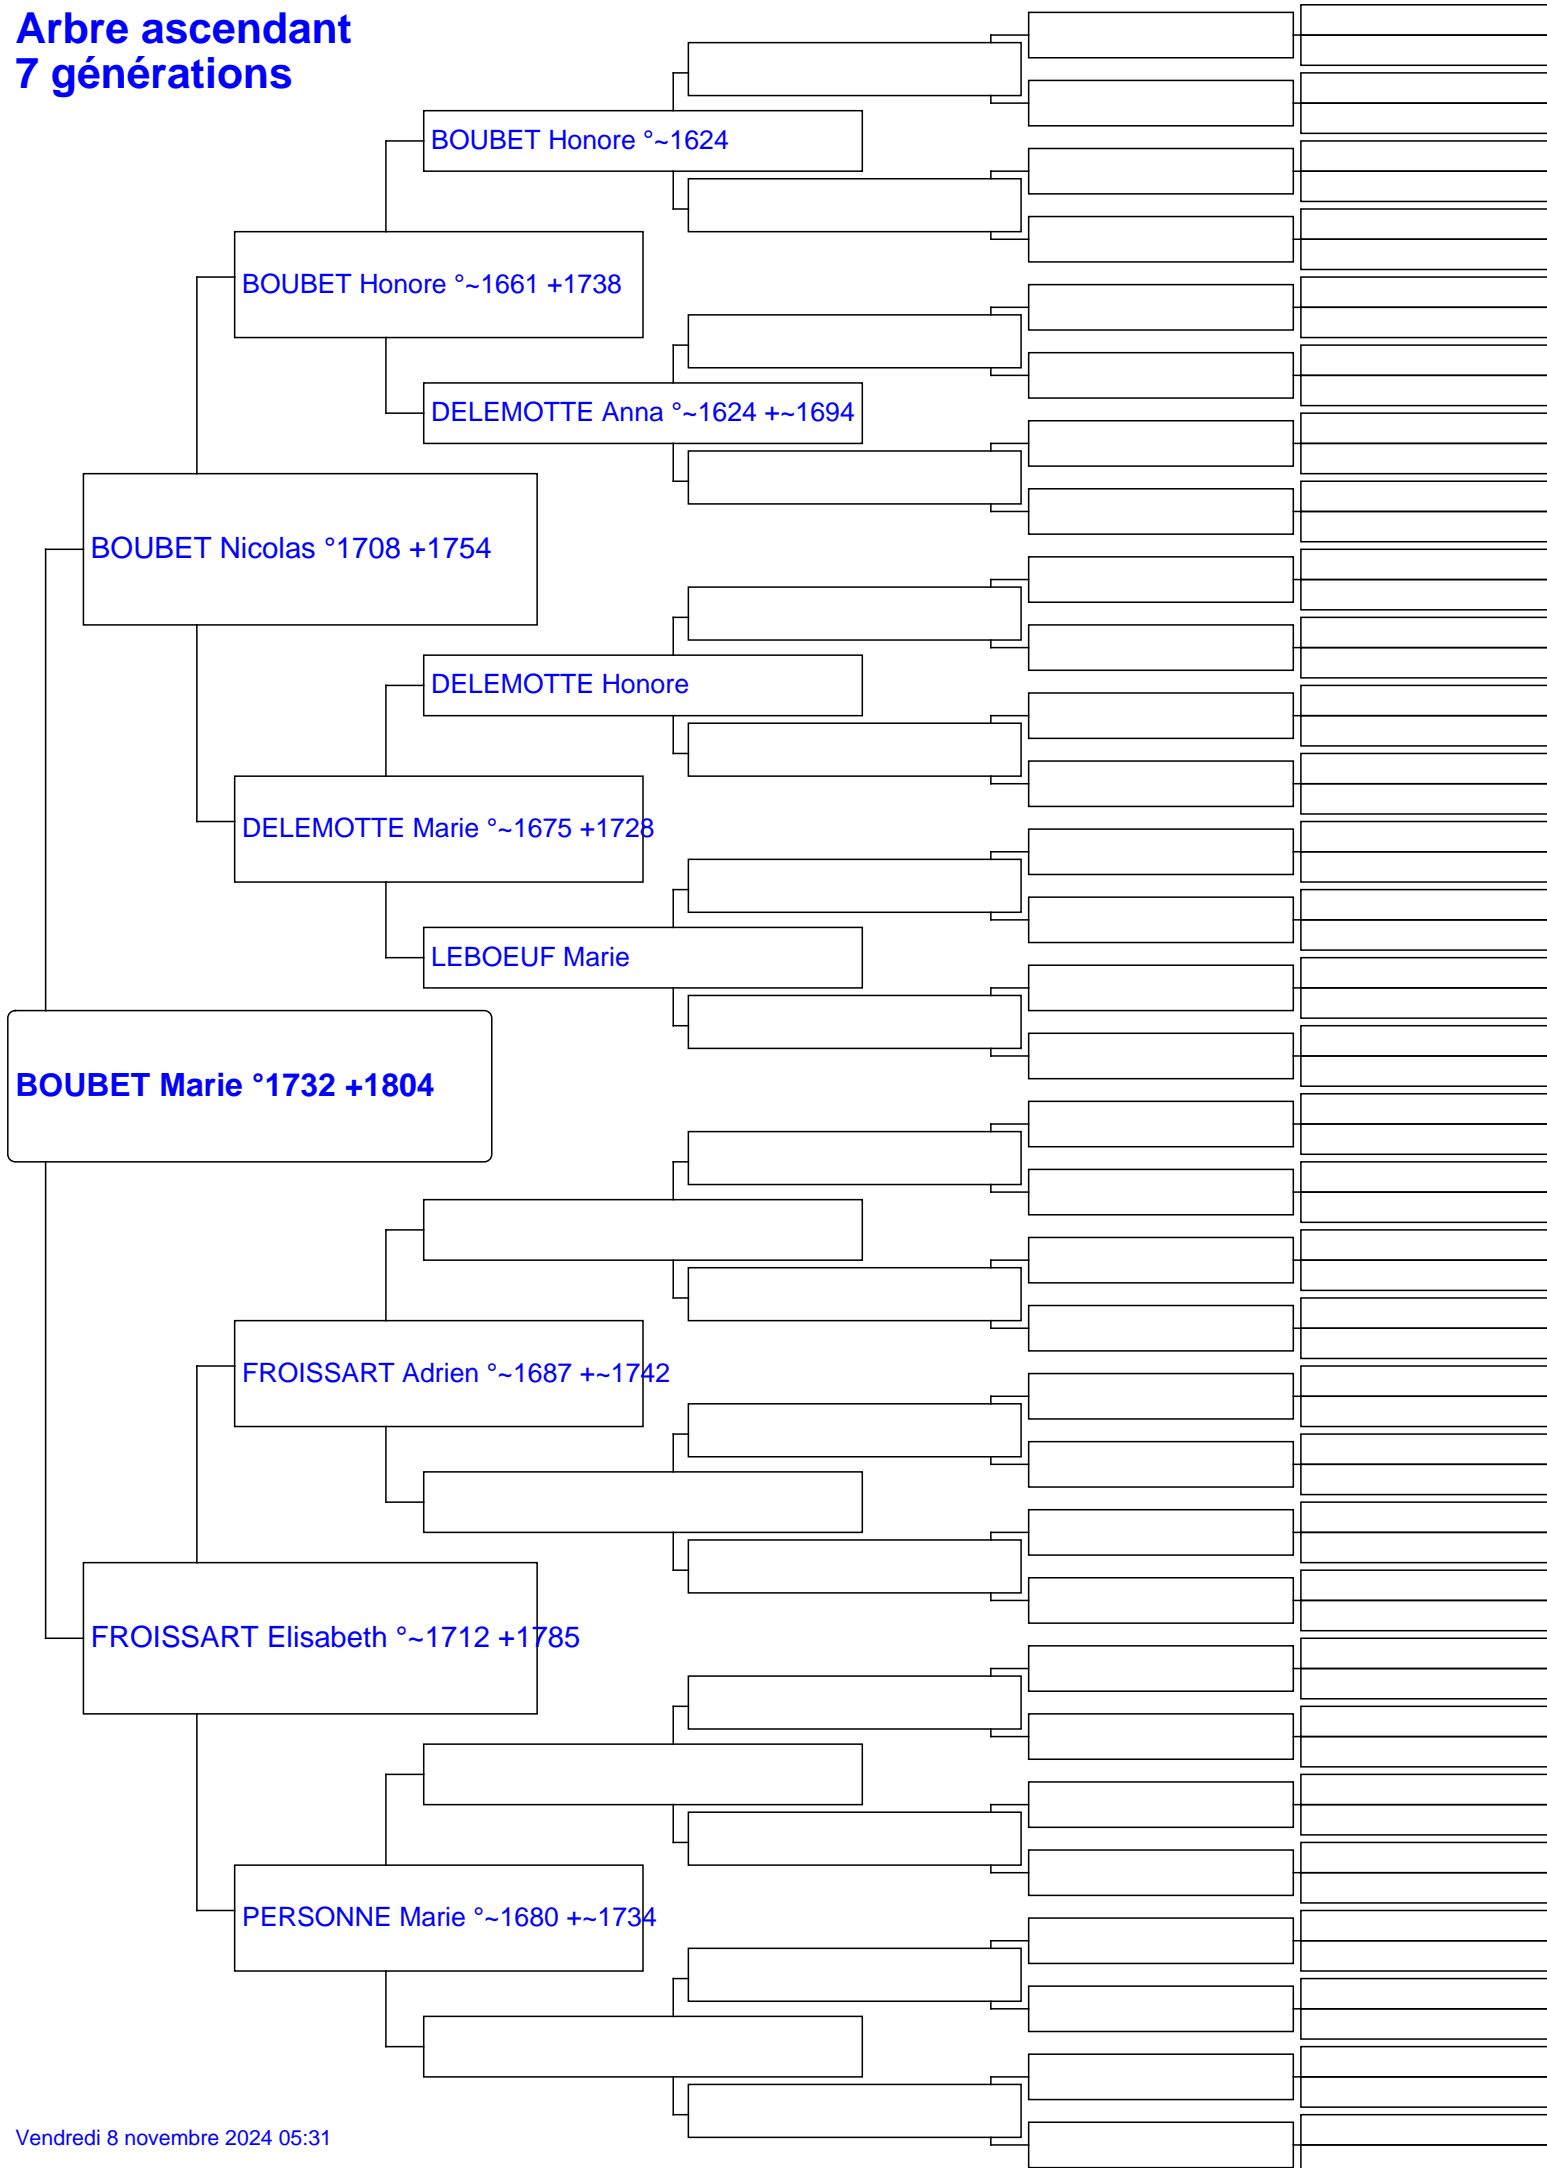 Arbre ascendant
7 générations
BOUBET Honore °~1624
BOUBET Honore °~1661 +1738
DELEMOTTE Anna °~1624 +~1694
BOUBET Nicolas °1708 +1754
DELEMOTTE Honore
DELEMOTTE Marie °~1675 +1728
LEBOEUF Marie
BOUBET Marie °1732 +1804
FROISSART Adrien °~1687 +~1742
FROISSART Elisabeth °~1712 +1785
PERSONNE Marie °~1680 +~1734
Vendredi 8 novembre 2024 05:31